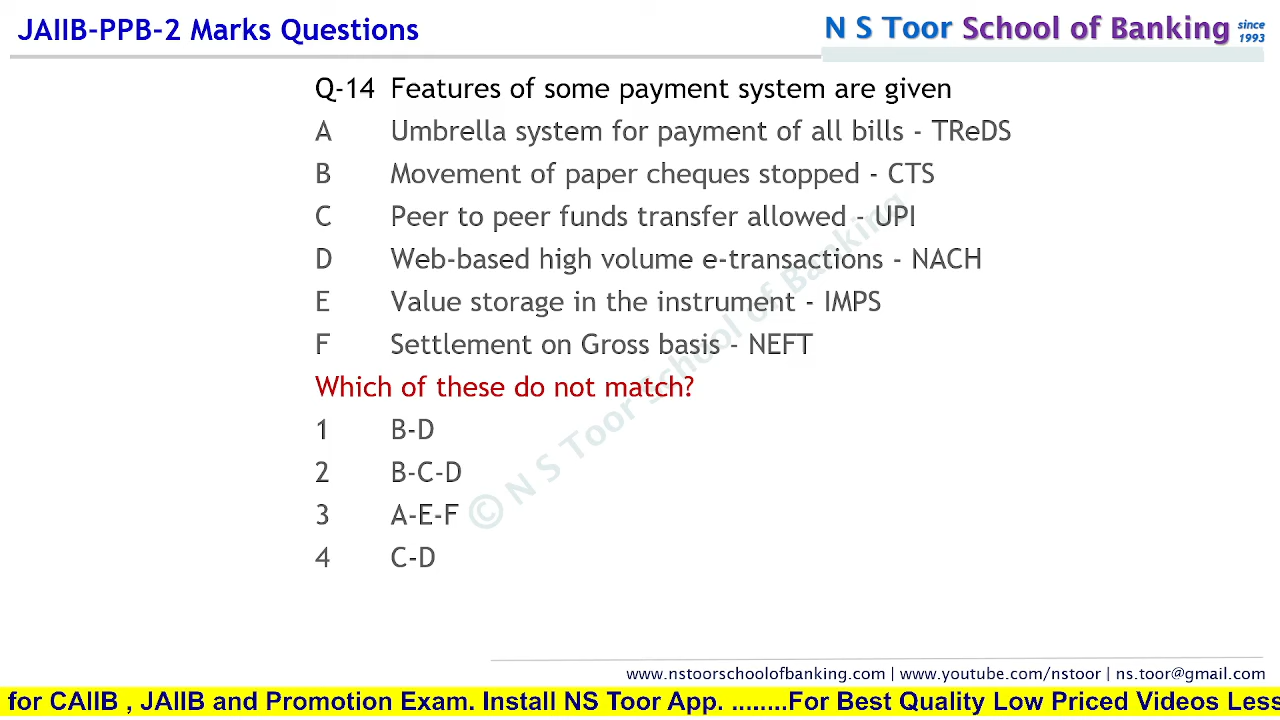 JAIIB-PPB-2 Marks Questions
N S Toor School of Banking since 1993
Q-14 Features of some payment system are given
A Umbrella system for payment of all bills - TReDS
B Movement of paper cheques stopped - CTS
C Peer to peer funds transfer allowed - UPI
D Web-based high volume e-transactions - NACH
E Value storage in the instrument - IMPS
F Settlement on Gross basis - NEFT
Which of these do not match?
1 B-D
2 B-C-D
3 A-E-F
4 C-D
© N S Toor School of Banking
www.nstoorschoolofbanking.com | www.youtube.com/nstoor | ns.toor@gmail.com
for CAIIB , JAIIB and Promotion Exam. Install NS Toor App. ........For Best Quality Low Priced Videos Less